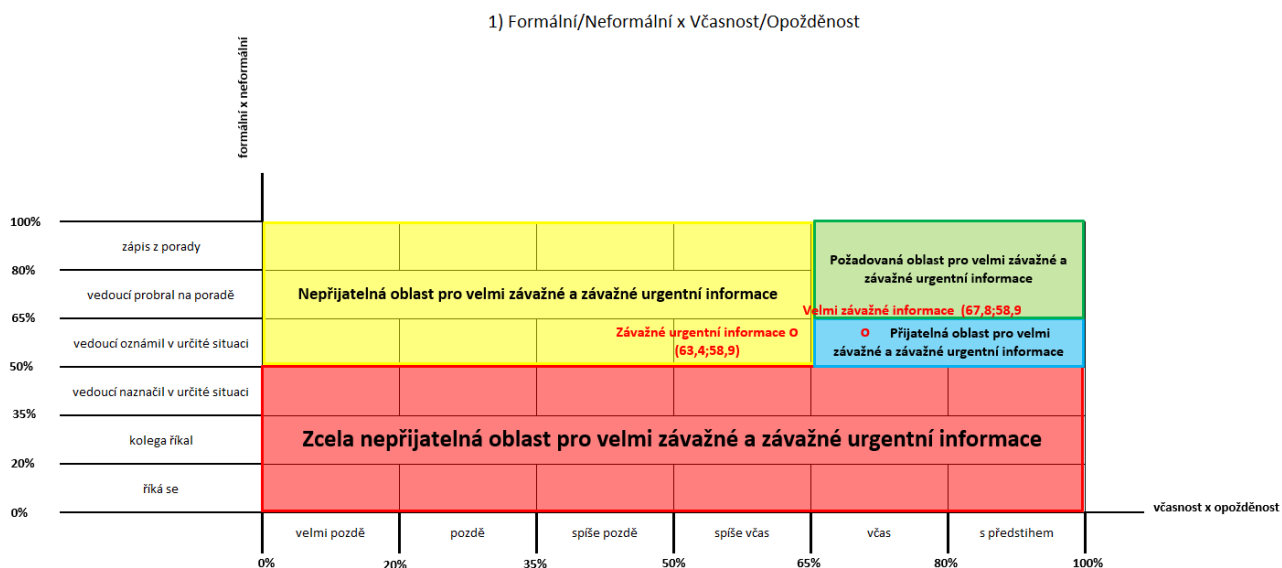 1) Formální/Neformální x Včasnost/Opožděnost
formální x neformální
100%
zápis z porady
Požadovaná oblast pro velmi závažné a
závažné urgentní informace
80%
vedoucí probral na poradě
Nepřijatelná oblast pro velmi závažné a závažné urgentní informace
Velmi závažné informace (67,8;58,9
65%
vedoucí oznámil v určité situaci
Závažné urgentní informace O
(63,4;58,9)
O Přijatelná oblast pro velmi
závažné a závažné urgentní informace
50%
vedoucí naznačil v určité situaci
35%
kolega říkal
Zcela nepřijatelná oblast pro velmi závažné a závažné urgentní informace
20%
říká se
0%
včasnost x opožděnost
velmi pozdě pozdě spíše pozdě spíše včas včas s předstihem
0% 20% 35% 50% 65% 80% 100%